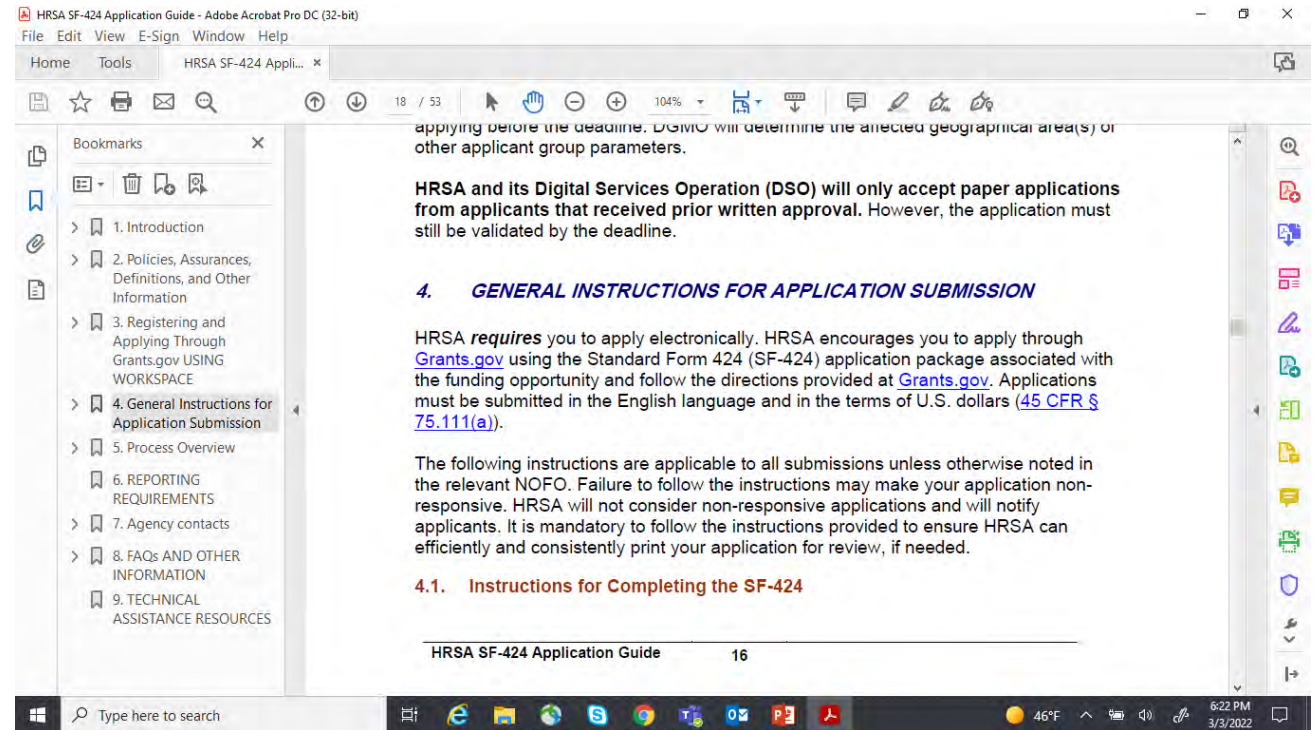 HRSA SF-424 Application Guide - Adobe Acrobat Pro DC (32-bit)
File Edit View E-Sign Window Help
Home Tools HRSA SF-424 Appli... ×
18 / 53 104%
Bookmarks
1. Introduction
2. Policies, Assurances,
Definitions, and Other
Information
3. Registering and
Applying Through
Grants.gov USING
WORKSPACE
4. General Instructions for
Application Submission
5. Process Overview
6. REPORTING
REQUIREMENTS
7. Agency contacts
8. FAQs AND OTHER
INFORMATION
9. TECHNICAL
ASSISTANCE RESOURCES
applying before the deadline. DGMO will determine the affected geographical area(s) or
other applicant group parameters.
HRSA and its Digital Services Operation (DSO) will only accept paper applications
from applicants that received prior written approval. However, the application must
still be validated by the deadline.
4. GENERAL INSTRUCTIONS FOR APPLICATION SUBMISSION
HRSA requires you to apply electronically. HRSA encourages you to apply through
Grants.gov using the Standard Form 424 (SF-424) application package associated with
the funding opportunity and follow the directions provided at Grants.gov. Applications
must be submitted in the English language and in the terms of U.S. dollars (45 CFR §
75.111(a)).
The following instructions are applicable to all submissions unless otherwise noted in
the relevant NOFO. Failure to follow the instructions may make your application non-
responsive. HRSA will not consider non-responsive applications and will notify
applicants. It is mandatory to follow the instructions provided to ensure HRSA can
efficiently and consistently print your application for review, if needed.
4.1. Instructions for Completing the SF-424
HRSA SF-424 Application Guide 16
Type here to search
46°F
6:22 PM
3/3/2022